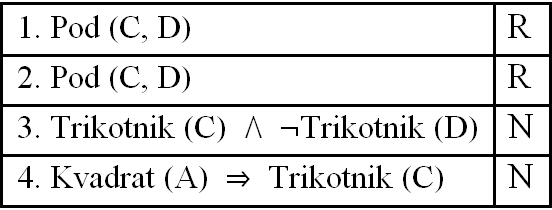 1. Pod (C, D) R
2. Pod (C, D) R
3. Trikotnik (C) ∧ ¬Trikotnik (D) N
4. Kvadrat (A) ⇒ Trikotnik (C) N